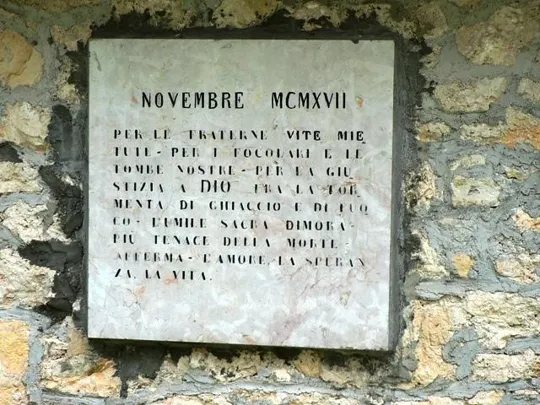 NOVEMBRE MCMXVII
PER LE FRATERNE VITE MIE
TUTE - PER I FOCOLARI E LE
TOMBE NOSTRE - PER LA GIU
STIZIA A DIO FRA LA TOR
MENTA DI GHIACCIO E DI FUO
CO - L'UMILE SACRA DIMORA -
PIÙ TENACE DELLA MORTE -
AFFERMA - L'AMORE, LA SPERAN
ZA, LA VITA.